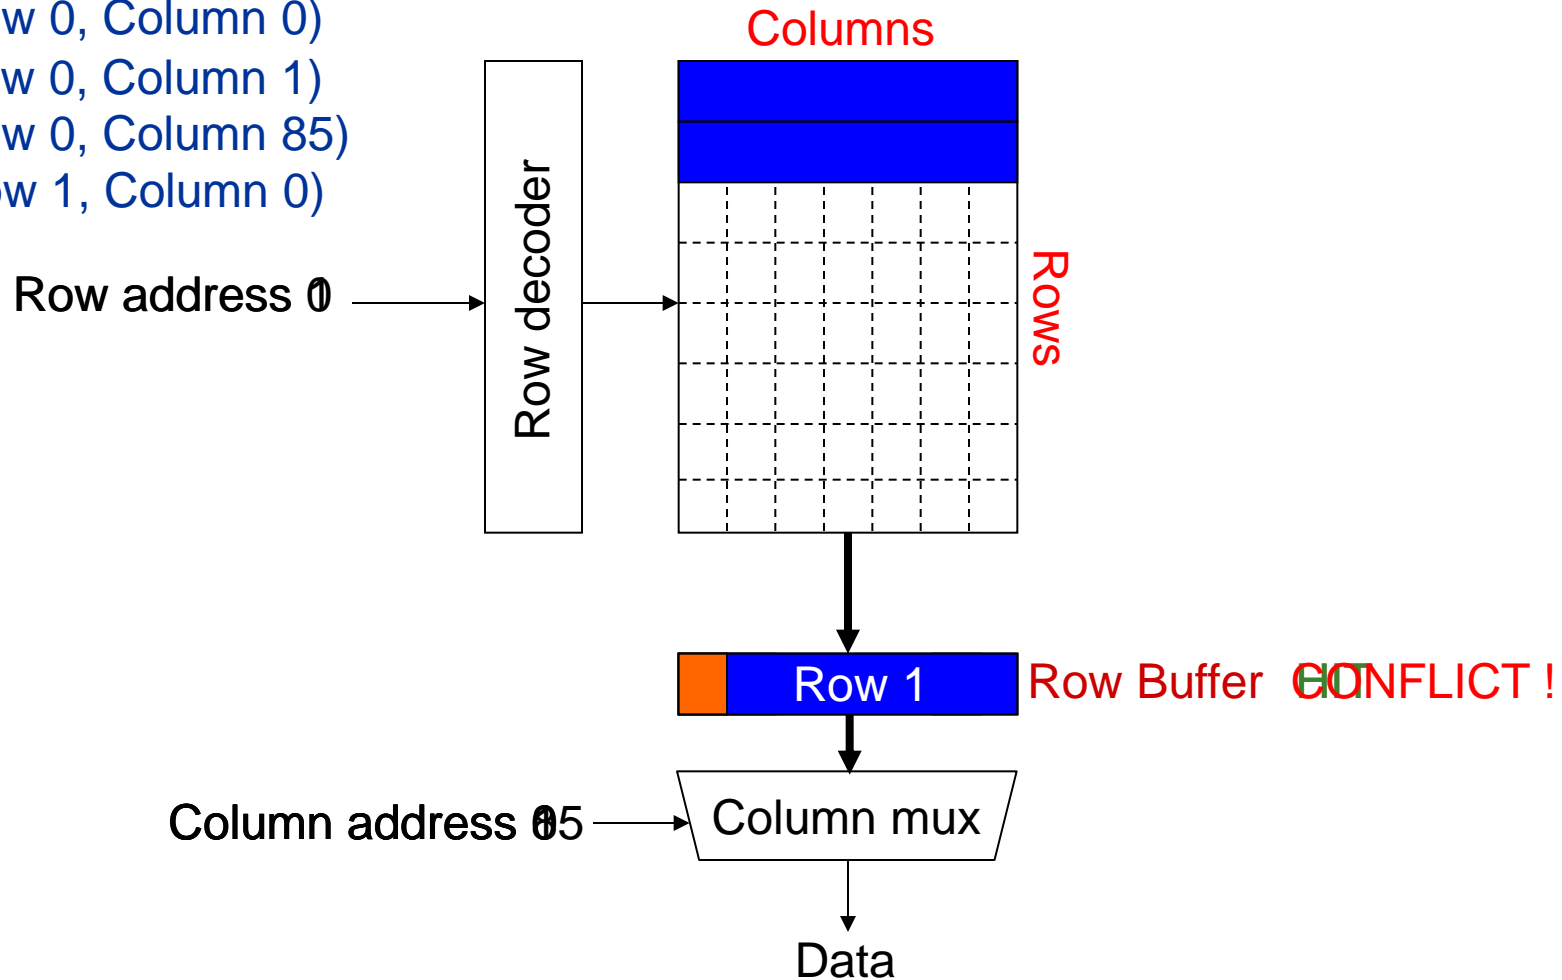 w 0, Column 0)
w 0, Column 1)
w 0, Column 85)
w 1, Column 0)
Columns
Row decoder
Rows
Row address
Row 1
Row Buffer CONFLICT !
Column address
Column mux
Data